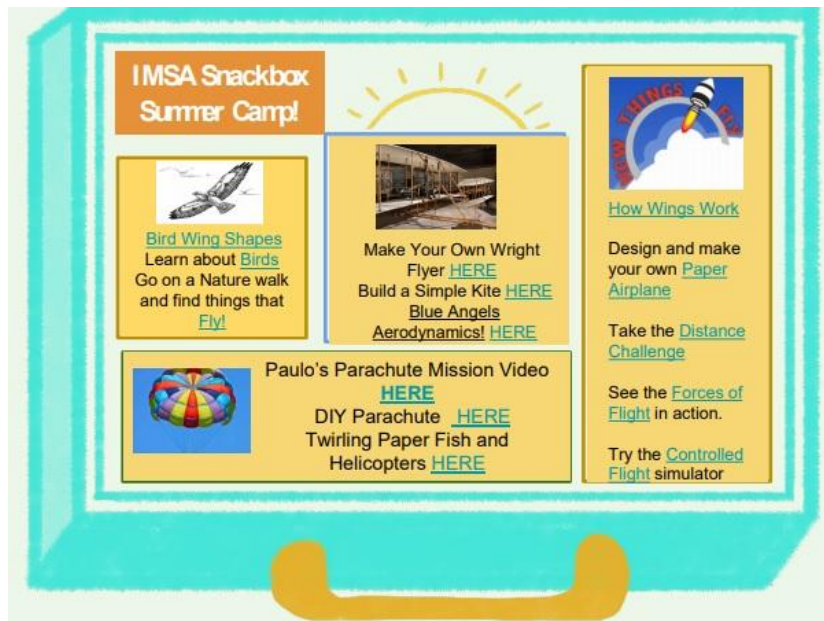 IMSA Snackbox
Summer Camp!
Bird Wing Shapes
Learn about Birds
Go on a Nature walk
and find things that
Fly!
Make Your Own Wright
Flyer HERE
Build a Simple Kite HERE
Blue Angels
Aerodynamics! HERE
HOW THINGS FLY
How Wings Work
Design and make
your own Paper
Airplane
Take the Distance
Challenge
See the Forces of
Flight in action.
Try the Controlled
Flight simulator
Paulo's Parachute Mission Video
HERE
DIY Parachute HERE
Twirling Paper Fish and
Helicopters HERE